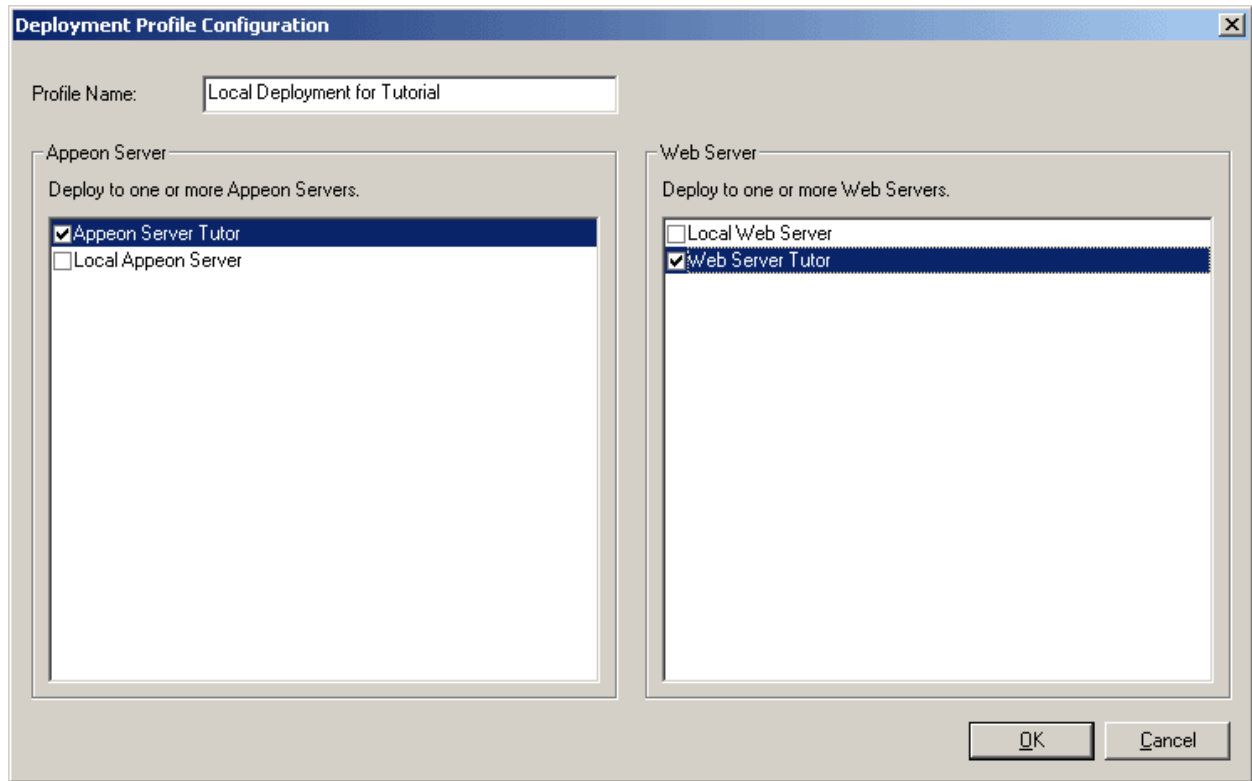 Deployment Profile Configuration
Profile Name: Local Deployment for Tutorial
Appeon Server
Deploy to one or more Appeon Servers.
Appeon Server Tutor
Local Appeon Server
Web Server
Deploy to one or more Web Servers.
Local Web Server
Web Server Tutor
OK Cancel